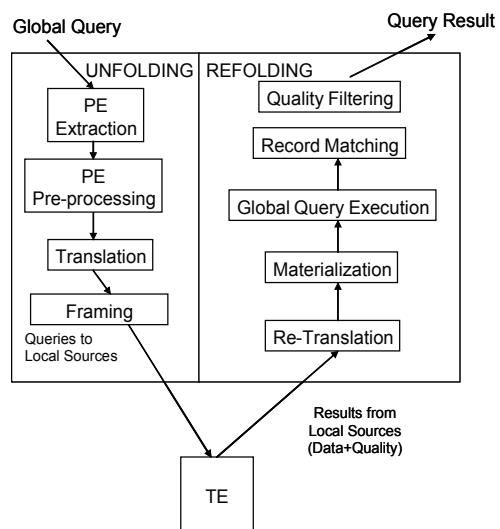 Global Query
Query Result
UNFOLDING
REFOLDING
PE
Extraction
PE
Pre-processing
Translation
Framing
Queries to
Local Sources
Quality Filtering
Record Matching
Global Query Execution
Materialization
Re-Translation
Results from
Local Sources
(Data+Quality)
TE